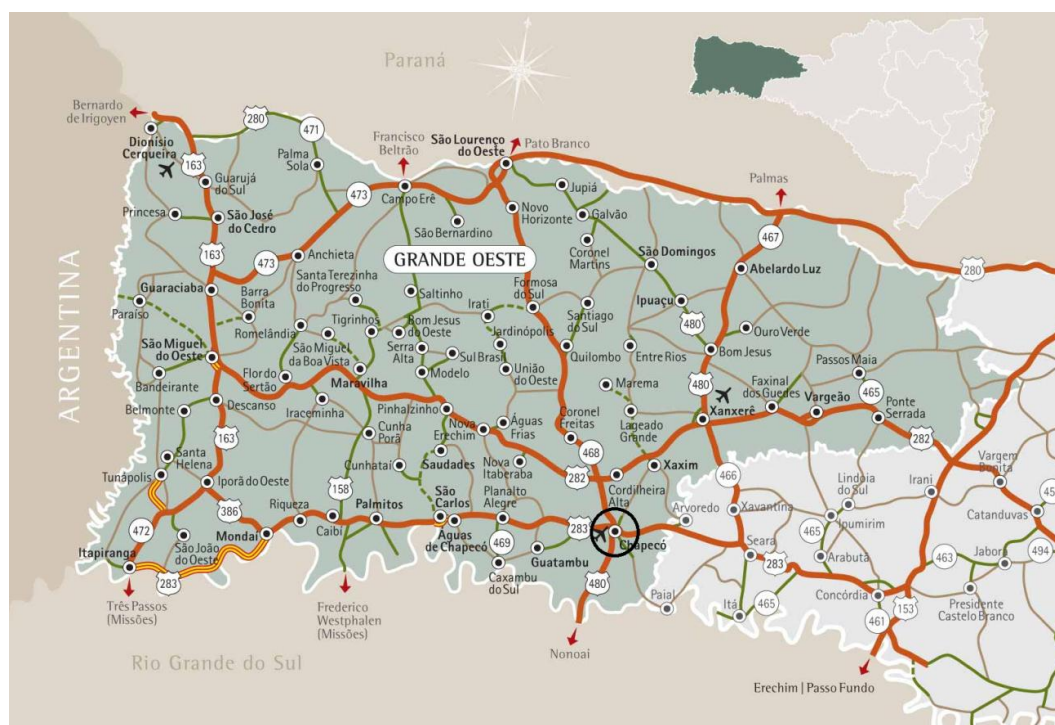 Paraná
Bernardo
de Irigoyen
280
471
Francisco
Beltrão
São Lourenço
do Oeste
Pato Branco
Dionísio
Cerqueira
163
Guarujá
do Sul
Palma
Sola
473
Campo Erê
Jupiá
Palmas
Princesa
São José
do Cedro
São Bernardino
Novo
Horizonte
Galvão
467
163
473
Anchieta
GRANDE OESTE
Coronel
Martins
São Domingos
Abelardo Luz
280
ARGENTINA
Guaraciaba
Barra
Bonita
Santa Terezinha
do Progresso
Saltinho
Formosa
do Sul
Ipuaçu
Paraíso
Romelândia
Tigrinhos
Bom Jesus
do Oeste
Irati
Santiago
do Sul
480
Ouro Verde
São Miguel
do Oeste
São Miguel
da Boa Vista
Serra
Alta
Sul Brasil
Jardinópolis
Quilombo
Entre Rios
Bom Jesus
Passos Maia
Bandeirante
Flor do
Sertão
Maravilha
Modelo
União
do Oeste
Marema
480
Faxinal
dos Guedes
Vargeão
465
Belmonte
Descanso
Iraceminha
Pinhalzinho
Águas
Frias
Coronel
Freitas
Lageado
Grande
Xanxerê
Ponte
Serrada
163
Cunha
Porã
Nova
Erechim
468
282
Santa
Helena
Cunhataí
Saudades
Nova
Itaberaba
282
Xaxim
Tunápolis
Iporã do Oeste
158
Cordilheira
Alta
466
Vargem
Bonita
386
Riqueza
Palmitos
São
Carlos
Planalto
Alegre
Arvoredo
Xavantina
Lindóia
do Sul
Irani
Catanduvas
472
Mondaí
Caibi
Águas
de Chapecó
469
283
Chapecó
Ipumirim
465
Itapiranga
São João
do Oeste
Guatambu
Seara
283
Arabutã
463
Jaborá
494
283
Caxambu
do Sul
480
Paial
Itá
465
Concórdia
153
Presidente
Castelo Branco
461
Três Passos
(Missões)
Frederico
Westphalen
(Missões)
Nonoai
Rio Grande do Sul
Erechim | Passo Fundo